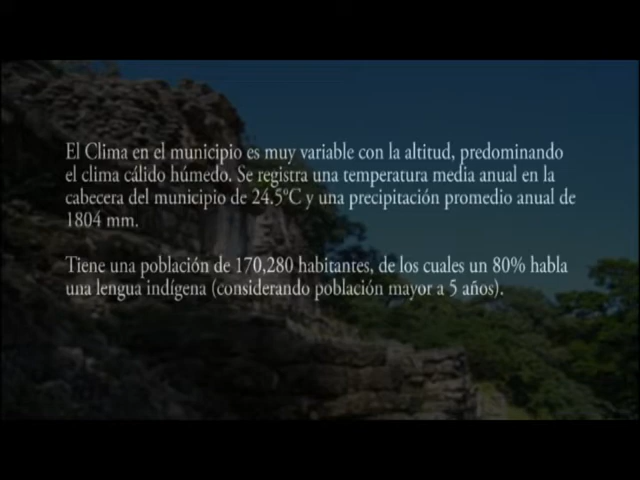 El Clima en el municipio es muy variable con la altitud, predominando
el clima cálido húmedo. Se registra una temperatura media anual en la
cabecera del municipio de 24.5ºC y una precipitación promedio anual de
1804 mm.
Tiene una población de 170,280 habitantes, de los cuales un 80% habla
una lengua indígena (considerando población mayor a 5 años).